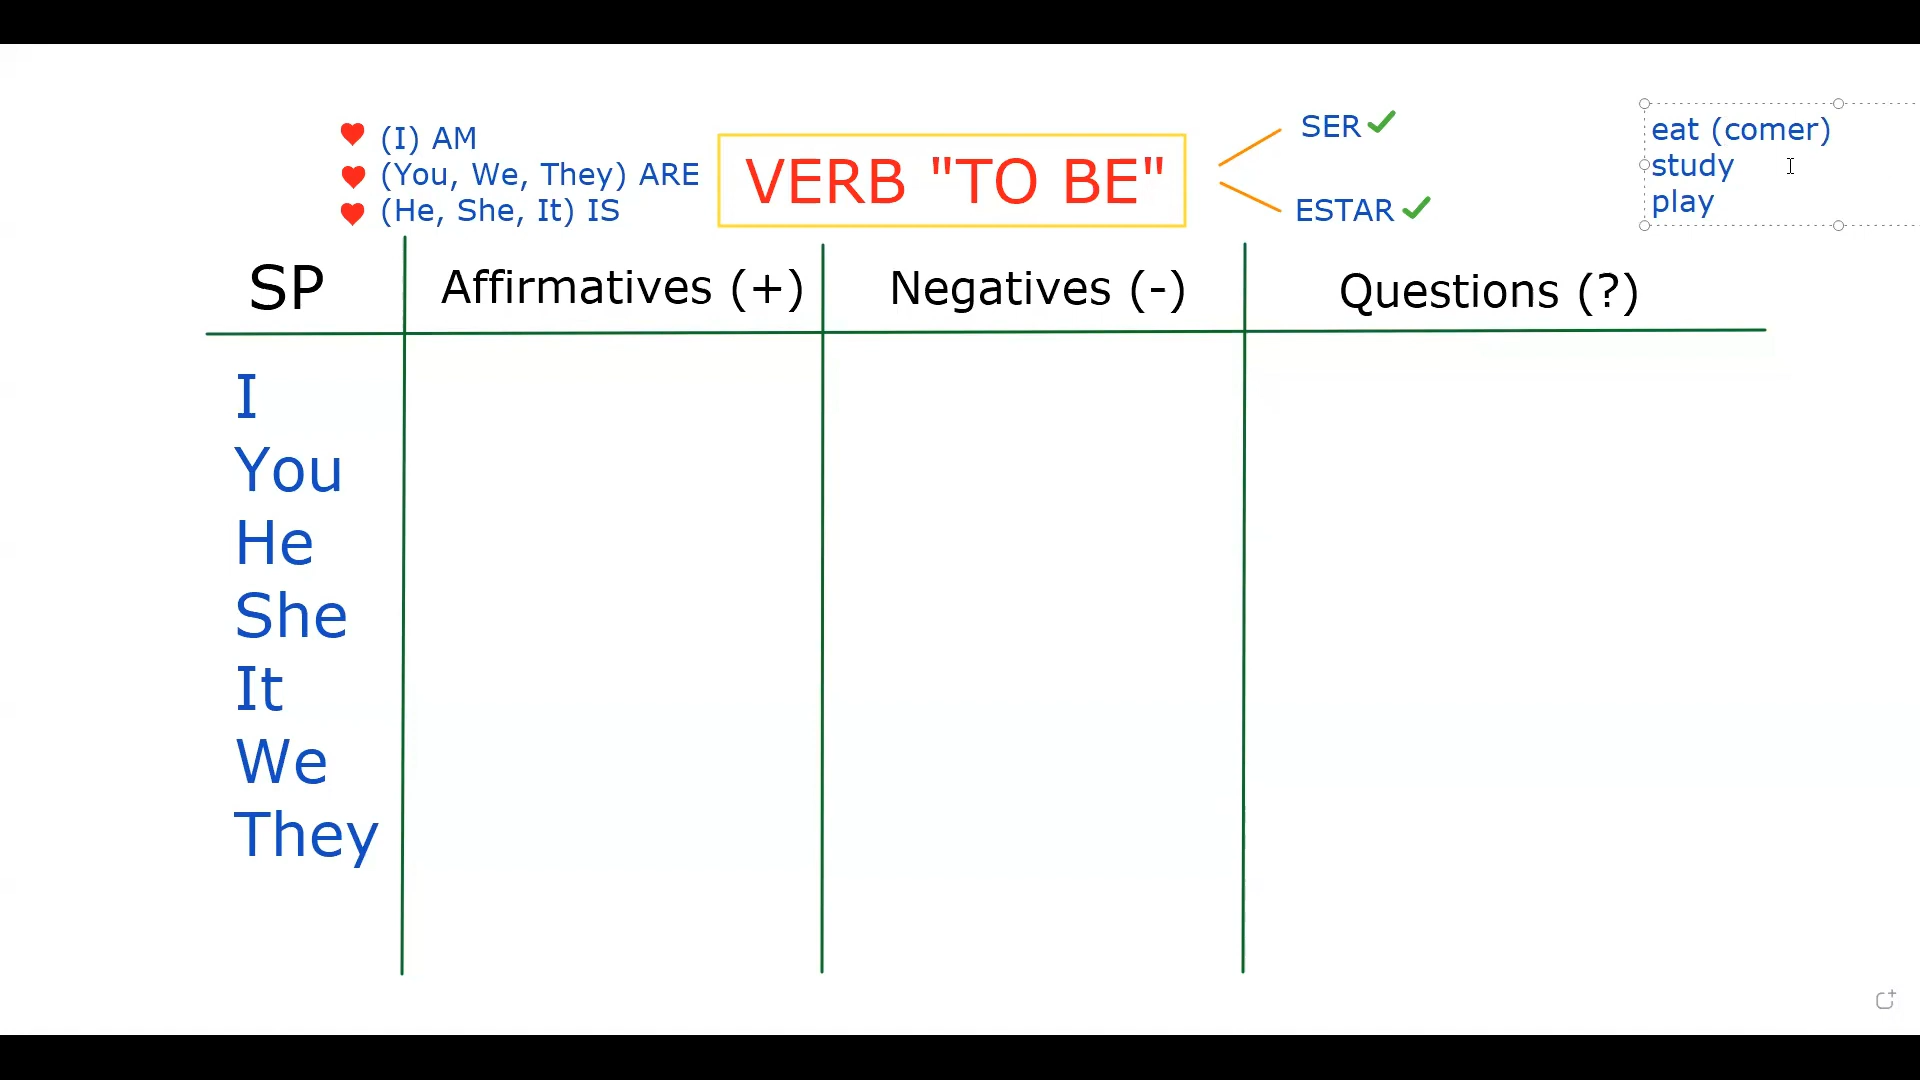 (I) AM
(You, We, They) ARE
(He, She, It) IS
VERB "TO BE"
SER
ESTAR
eat (comer)
study
play
SP
Affirmatives (+)
Negatives (-)
Questions (?)
I
You
He
She
It
We
They